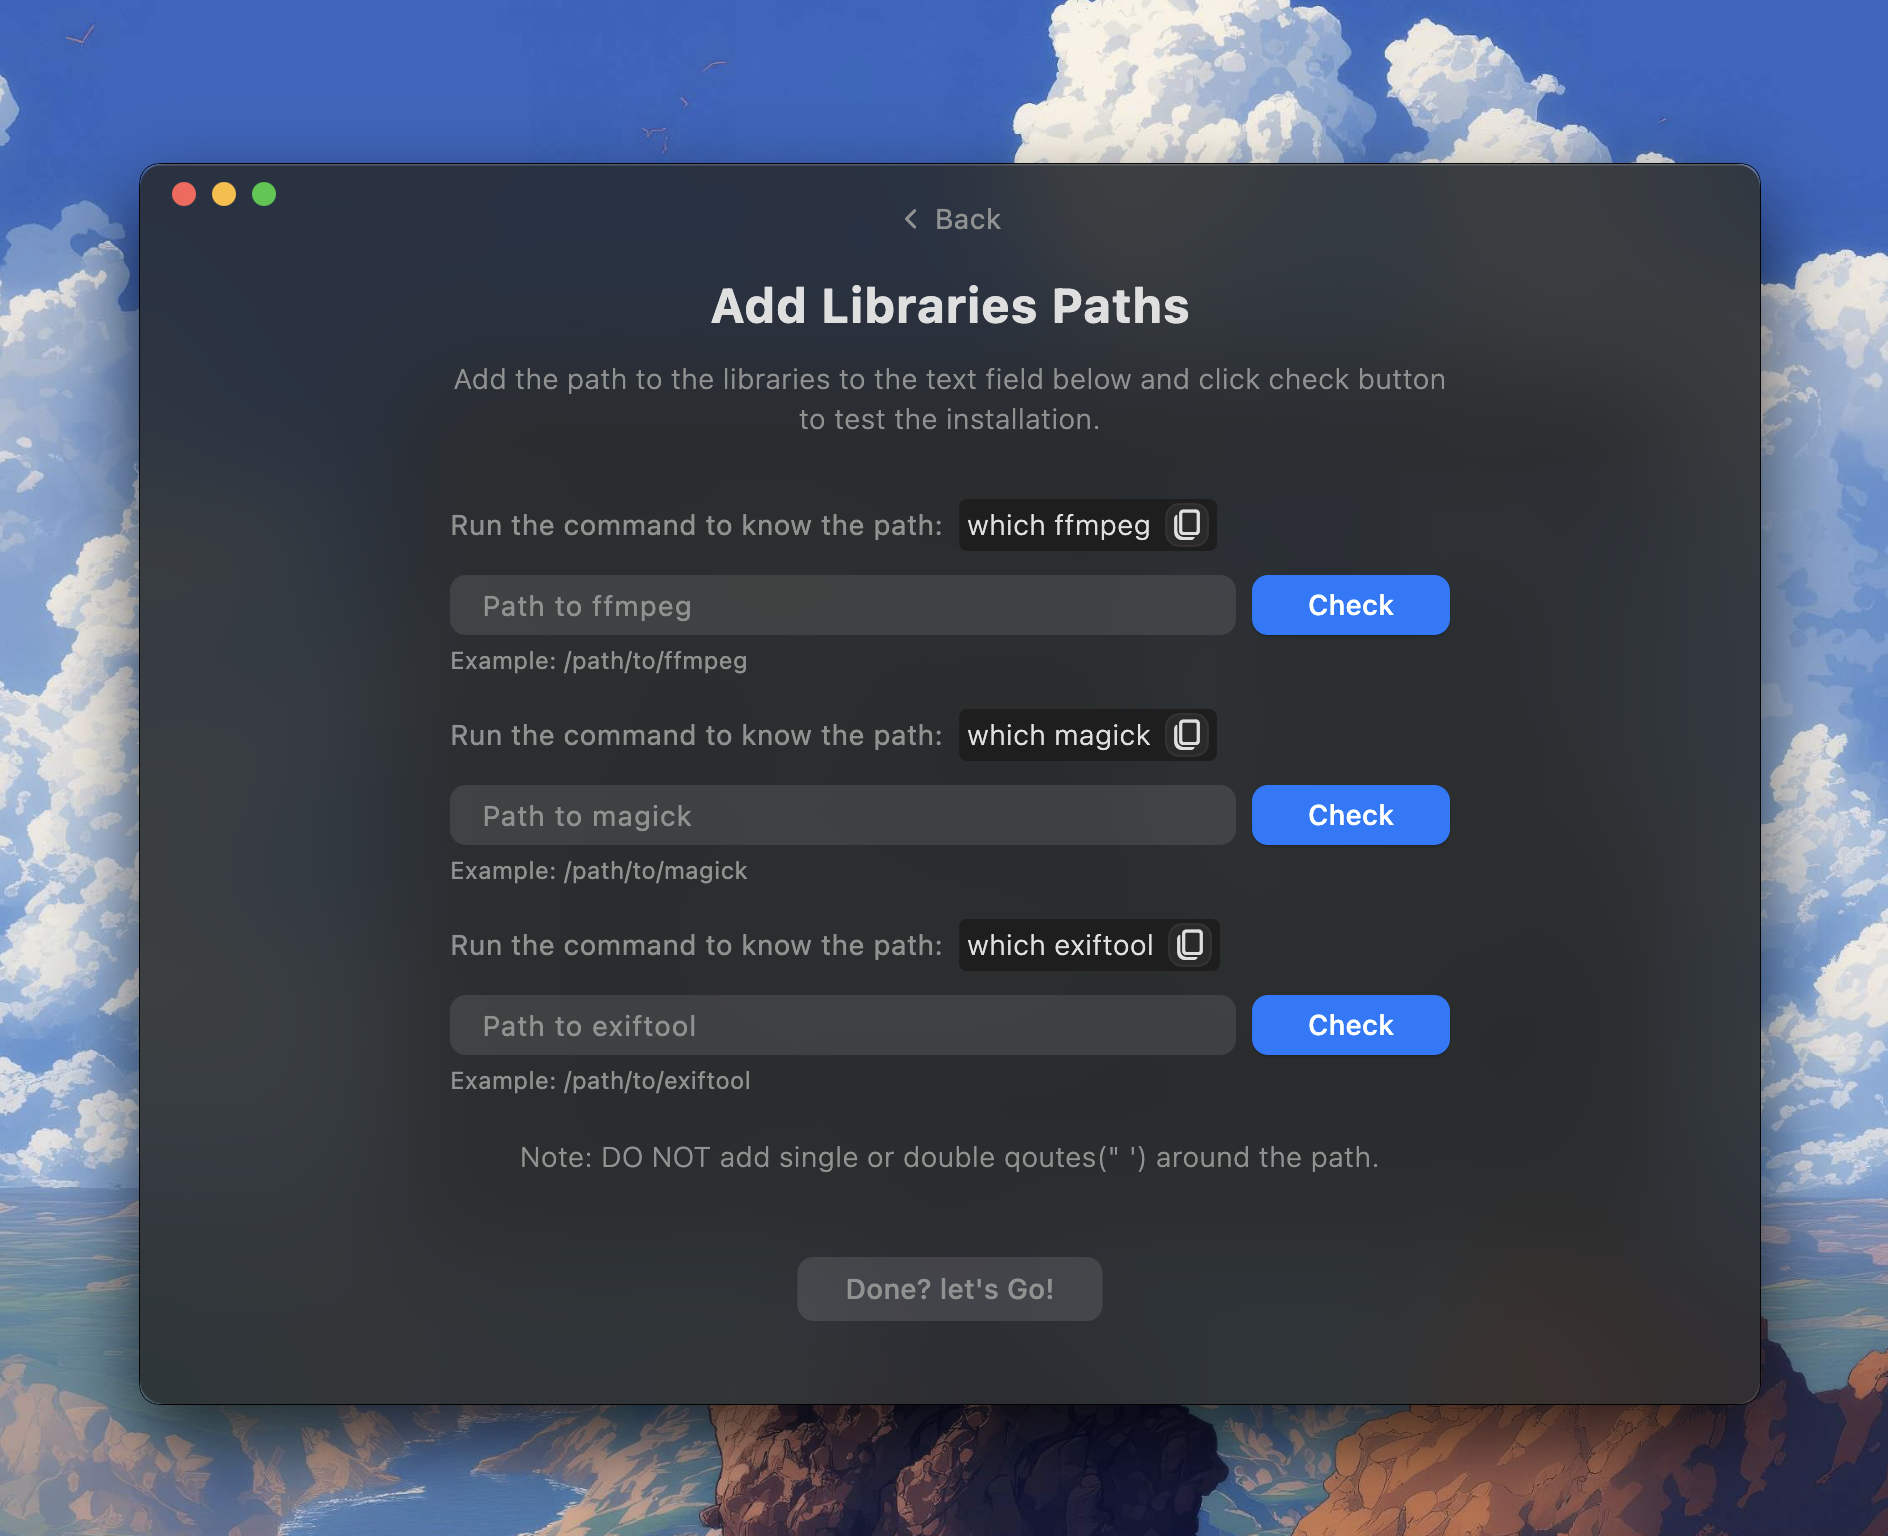 Back
Add Libraries Paths
Add the path to the libraries to the text field below and click check button
to test the installation.
Run the command to know the path: which ffmpeg
Path to ffmpeg Check
Example: /path/to/ffmpeg
Run the command to know the path: which magick
Path to magick Check
Example: /path/to/magick
Run the command to know the path: which exiftool
Path to exiftool Check
Example: /path/to/exiftool
Note: DO NOT add single or double qoutes(" ') around the path.
Done? let's Go!